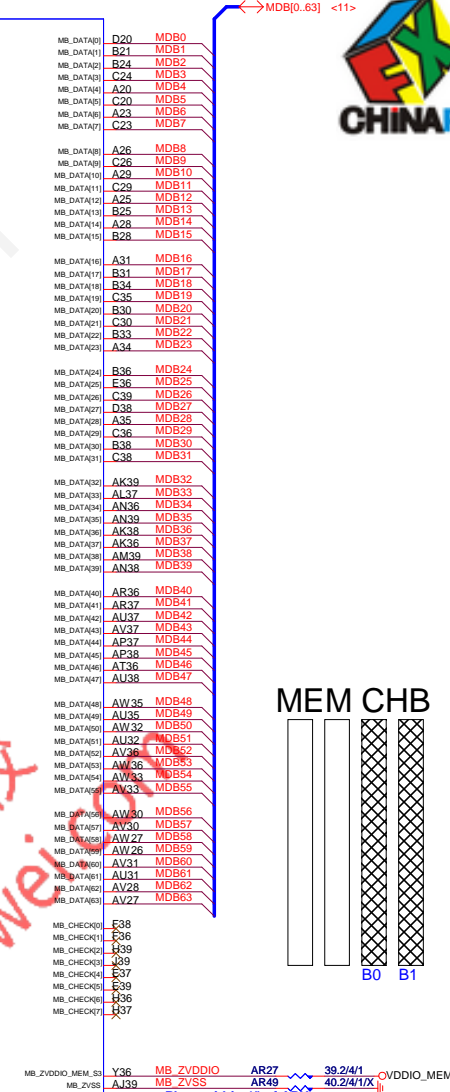 MDB[0..63] <11>
CHINA
MB_DATA[0] D20 MDB0
MB_DATA[1] B21 MDB1
MB_DATA[2] B24 MDB2
MB_DATA[3] C24 MDB3
MB_DATA[4] A20 MDB4
MB_DATA[5] C20 MDB5
MB_DATA[6] A23 MDB6
MB_DATA[7] C23 MDB7
MB_DATA[8] A26 MDB8
MB_DATA[9] C26 MDB9
MB_DATA[10] A29 MDB10
MB_DATA[11] C29 MDB11
MB_DATA[12] A25 MDB12
MB_DATA[13] B25 MDB13
MB_DATA[14] A28 MDB14
MB_DATA[15] B28 MDB15
MB_DATA[16] A31 MDB16
MB_DATA[17] B31 MDB17
MB_DATA[18] B34 MDB18
MB_DATA[19] C35 MDB19
MB_DATA[20] B30 MDB20
MB_DATA[21] C30 MDB21
MB_DATA[22] B33 MDB22
MB_DATA[23] A34 MDB23
MB_DATA[24] B36 MDB24
MB_DATA[25] E36 MDB25
MB_DATA[26] C39 MDB26
MB_DATA[27] D38 MDB27
MB_DATA[28] A35 MDB28
MB_DATA[29] C36 MDB29
MB_DATA[30] B38 MDB30
MB_DATA[31] C38 MDB31
MB_DATA[32] AK39 MDB32
MB_DATA[33] AL37 MDB33
MB_DATA[34] AN36 MDB34
MB_DATA[35] AN39 MDB35
MB_DATA[36] AK38 MDB36
MB_DATA[37] AK36 MDB37
MB_DATA[38] AM39 MDB38
MB_DATA[39] AN38 MDB39
MB_DATA[40] AR36 MDB40
MB_DATA[41] AR37 MDB41
MB_DATA[42] AU37 MDB42
MB_DATA[43] AV37 MDB43
MB_DATA[44] AP37 MDB44
MB_DATA[45] AP38 MDB45
MB_DATA[46] AT36 MDB46
MB_DATA[47] AU38 MDB47
MB_DATA[48] AW35 MDB48
MB_DATA[49] AU35 MDB49
MB_DATA[50] AW32 MDB50
MB_DATA[51] AU32 MDB51
MB_DATA[52] AV36 MDB52
MB_DATA[53] AW36 MDB53
MB_DATA[54] AW33 MDB54
MB_DATA[55] AV33 MDB55
MB_DATA[56] AW30 MDB56
MB_DATA[57] AV30 MDB57
MB_DATA[58] AW27 MDB58
MB_DATA[59] AW26 MDB59
MB_DATA[60] AV31 MDB60
MB_DATA[61] AU31 MDB61
MB_DATA[62] AV28 MDB62
MB_DATA[63] AV27 MDB63
MEM CHB
B0 B1
MB_CHECK[0] F38
MB_CHECK[1] F36
MB_CHECK[2] H39
MB_CHECK[3] J39
MB_CHECK[4] E37
MB_CHECK[5] E39
MB_CHECK[6] H36
MB_CHECK[7] H37
MB_ZVDDIO_MEM_S3 Y36 MB_ZVDDIO AR27 39.2/4/1 VDDIO_MEM
MB_ZVSS AJ39 MB_ZVSS AR49 40.2/4/1/X
wei.com